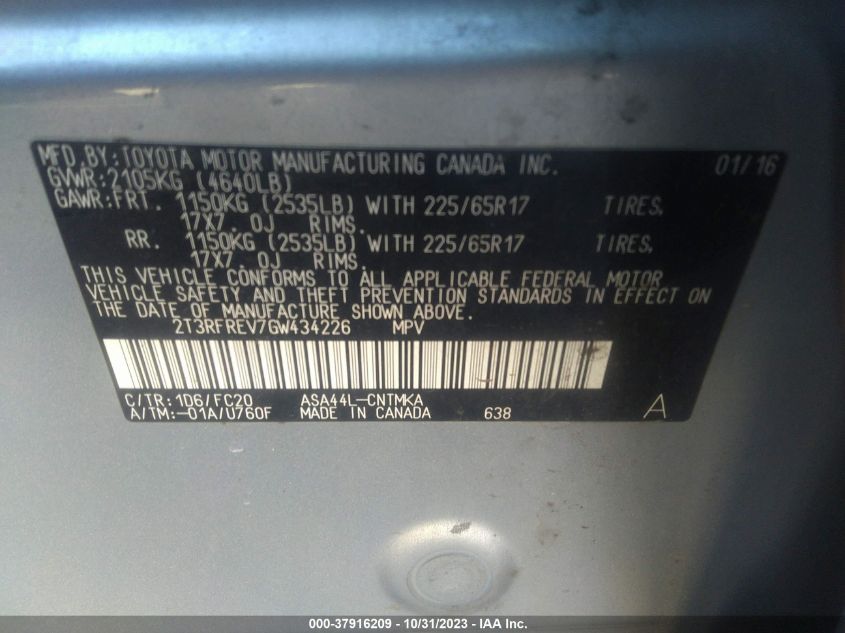 MFD.BY:TOYOTA MOTOR MANUFACTURING CANADA INC. 01/16
GVWR:2105KG (4640LB)
GAWR:FRT. 1150KG (2535LB) WITH 225/65R17 TIRES,
17X7.0J RIMS.
RR. 1150KG (2535LB) WITH 225/65R17 TIRES,
17X7.0J RIMS.
THIS VEHICLE CONFORMS TO ALL APPLICABLE FEDERAL MOTOR
VEHICLE SAFETY AND THEFT PREVENTION STANDARDS IN EFFECT ON
THE DATE OF MANUFACTURE SHOWN ABOVE.
2T3RFREV7GW434226 MPV
C/TR:1D6/FC20 ASA44L-CNTMKA
A/TM:-01A/U760F MADE IN CANADA 638 A
000-37916209 - 10/31/2023 - IAA Inc.